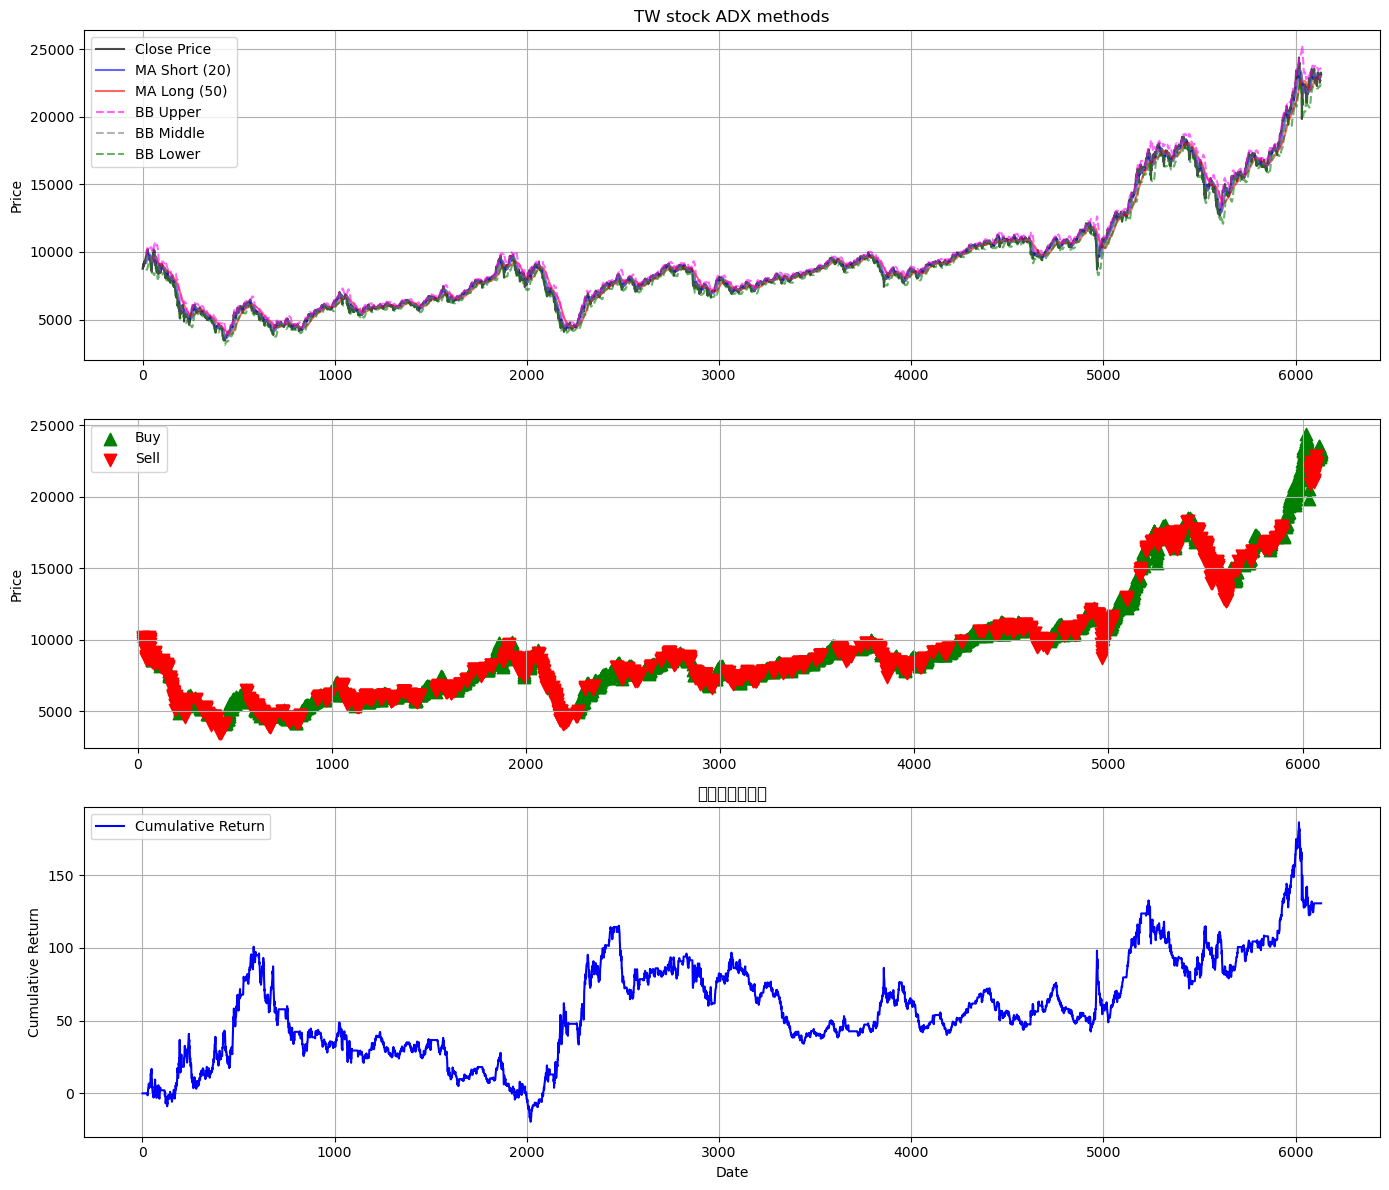 TW stock ADX methods
25000
20000
15000
10000
5000
Price
Close Price
MA Short (20)
MA Long (50)
BB Upper
BB Middle
BB Lower
0 1000 2000 3000 4000 5000 6000
25000
20000
15000
10000
5000
Price
Buy
Sell
0 1000 2000 3000 4000 5000 6000
150
100
50
0
Cumulative Return
Cumulative Return
0 1000 2000 3000 4000 5000 6000
Date